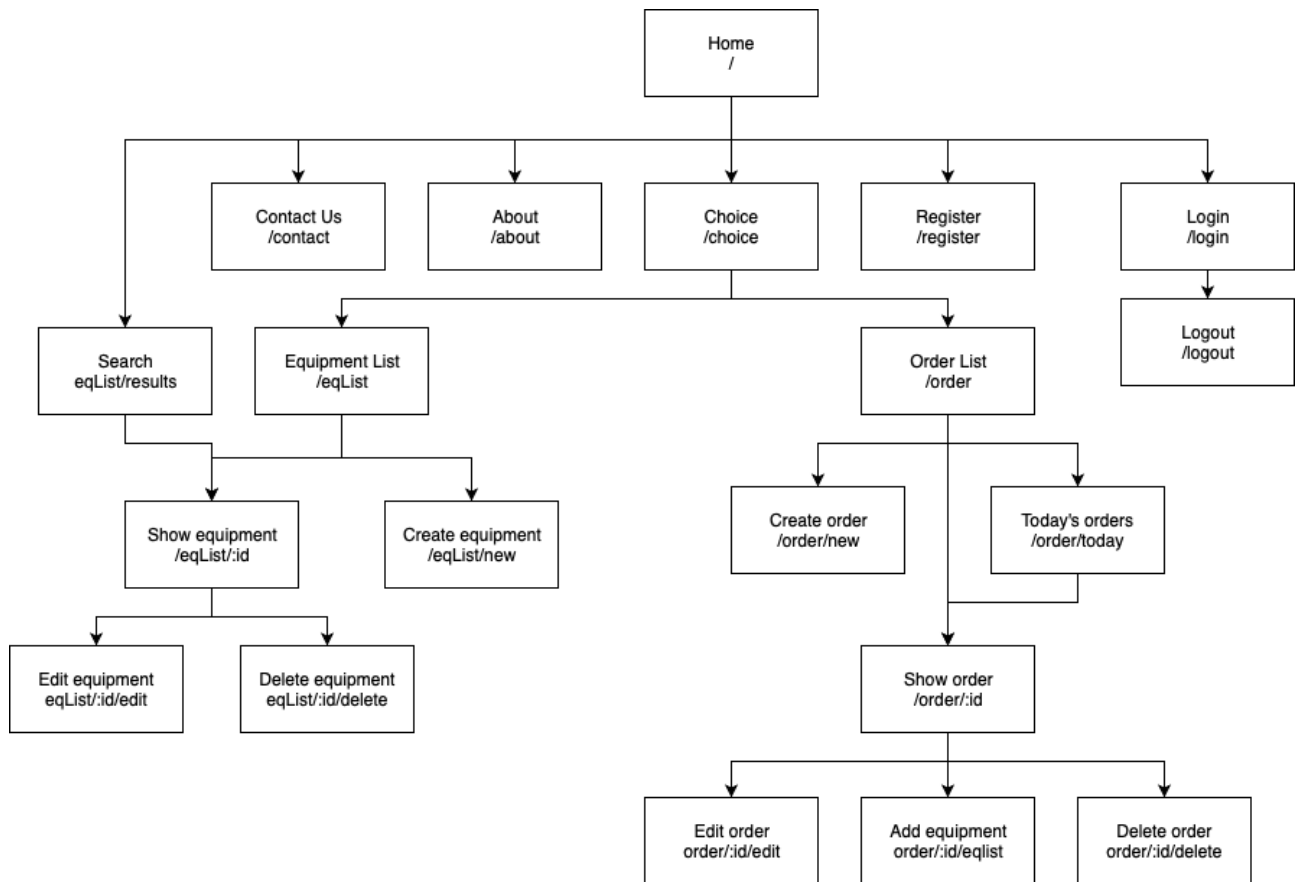 Home
/
Contact Us
/contact
About
/about
Choice
/choice
Register
/register
Login
/login
Search
eqList/results
Equipment List
/eqList
Order List
/order
Logout
/logout
Show equipment
/eqList/:id
Create equipment
/eqList/new
Create order
/order/new
Today's orders
/order/today
Edit equipment
eqList/:id/edit
Delete equipment
eqList/:id/delete
Show order
/order/:id
Edit order
order/:id/edit
Add equipment
order/:id/eqlist
Delete order
order/:id/delete